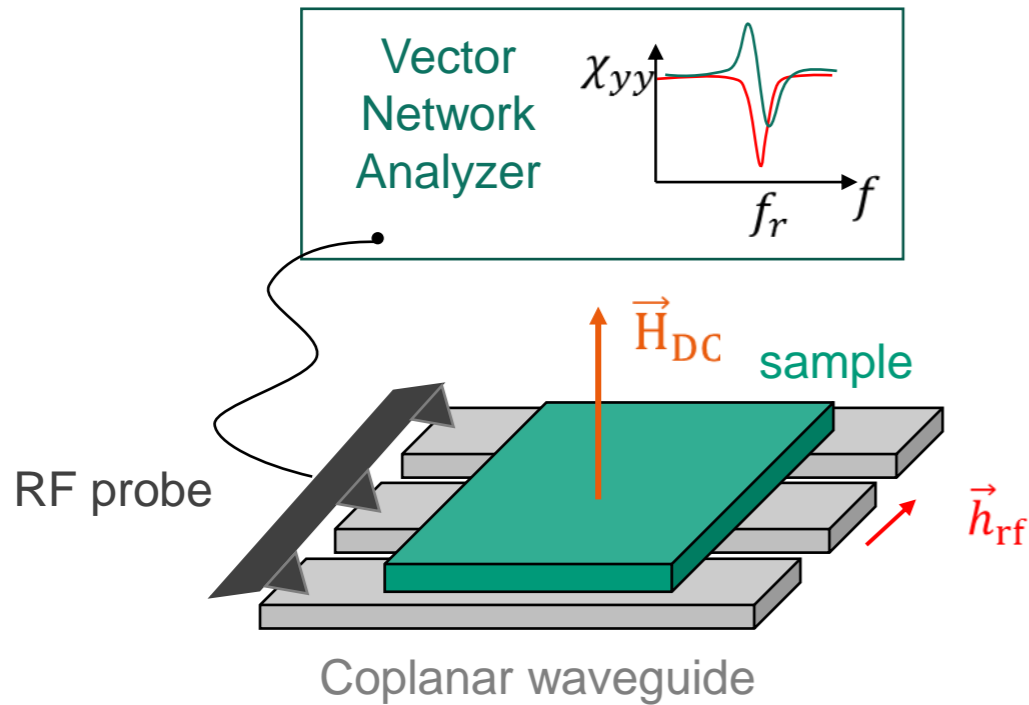 Vector
Network
Analyzer
χyy
f
fr
H⃗DC
sample
RF probe
h⃗rf
Coplanar waveguide